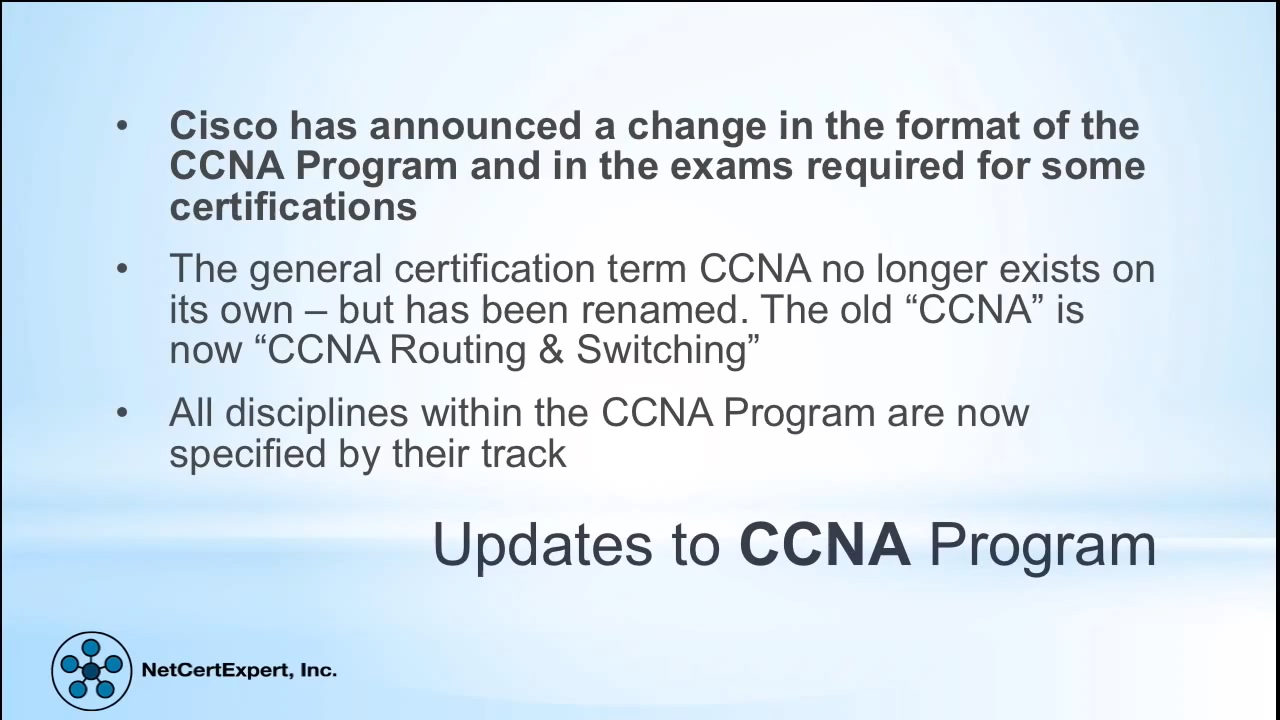 • Cisco has announced a change in the format of the
CCNA Program and in the exams required for some
certifications
• The general certification term CCNA no longer exists on
its own – but has been renamed. The old “CCNA” is
now “CCNA Routing & Switching”
• All disciplines within the CCNA Program are now
specified by their track
Updates to CCNA Program
NetCertExpert, Inc.